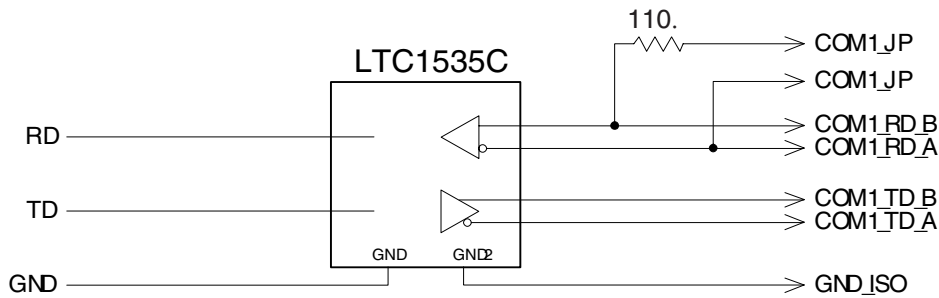 110.
COM1_JP
LTC1535C
COM1_JP
COM1_RD_B
RD
COM1_RD_A
COM1_TD_B
TD
COM1_TD_A
GND GND2
GND
GND_ISO